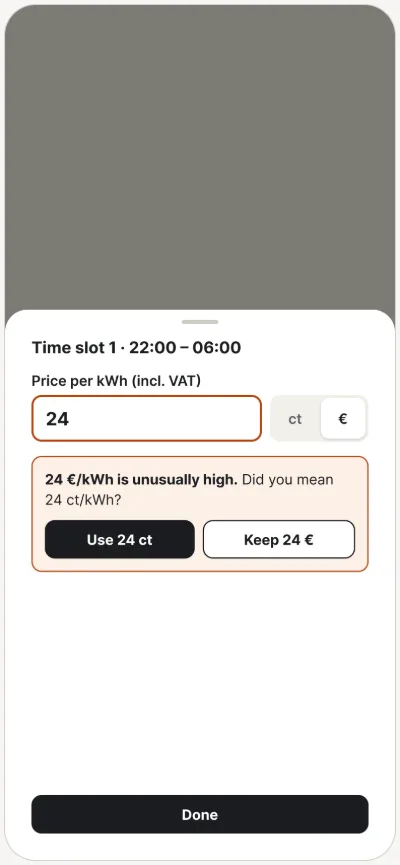 Time slot 1 · 22:00 – 06:00
Price per kWh (incl. VAT)
24
ct
€
24 €/kWh is unusually high. Did you mean
24 ct/kWh?
Use 24 ct
Keep 24 €
Done